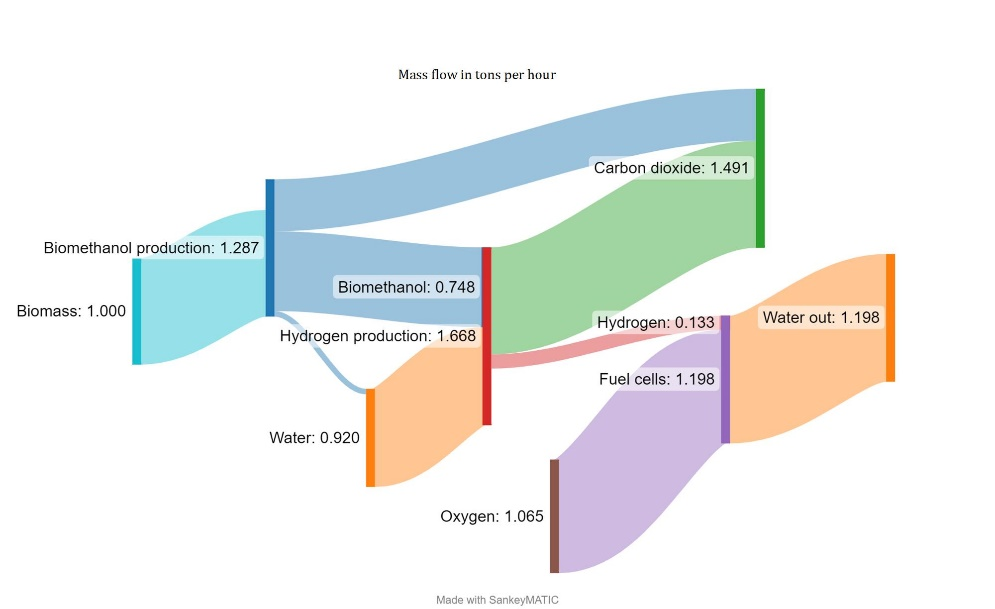 Mass flow in tons per hour
Carbon dioxide: 1.491
Biomethanol production: 1.287
Biomethanol: 0.748
Biomass: 1.000
Water out: 1.198
Hydrogen: 0.133
Hydrogen production: 1.668
Fuel cells: 1.198
Water: 0.920
Oxygen: 1.065
Made with SankeyMATIC